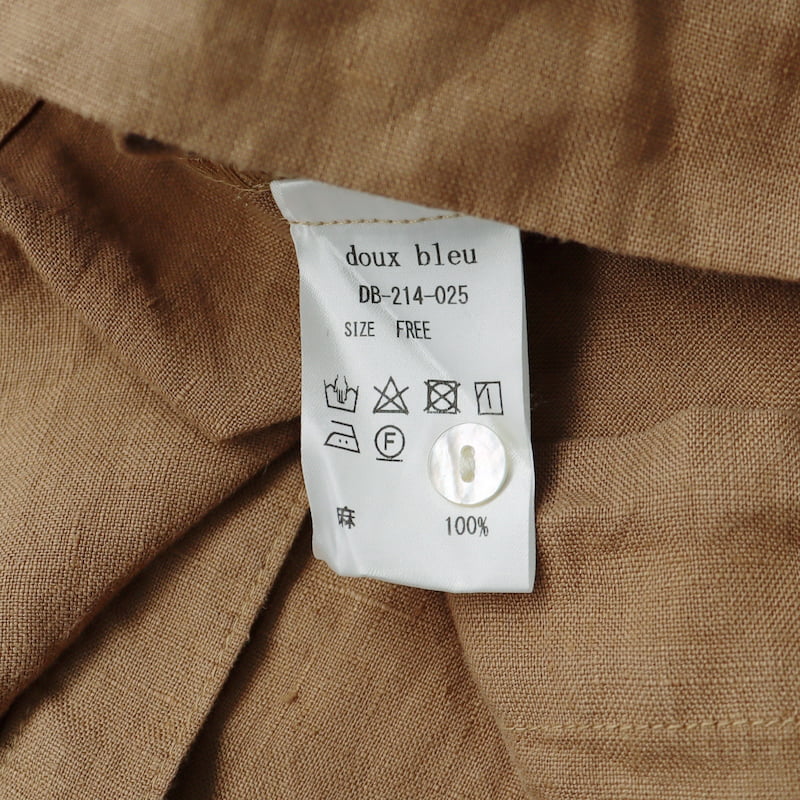 doux bleu
DB-214-025
SIZE FREE
F
麻 100%